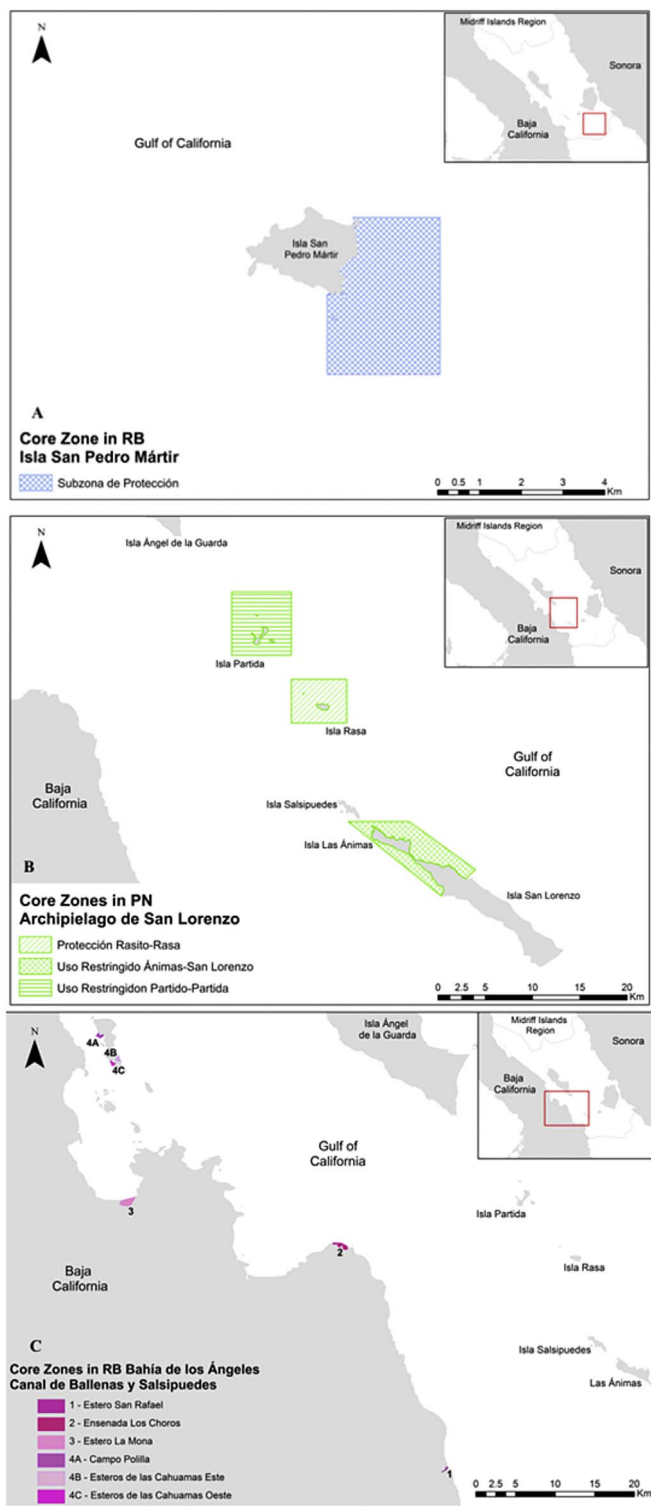 N
Midriff Islands Region
Sonora
Baja
California
Gulf of California
Isla San
Pedro Mártir
A
Core Zone in RB
Isla San Pedro Mártir
Subzona de Protección
0 0.5 1 2 3 4
Km
N
Isla Ángel de la Guarda
Midriff Islands Region
Sonora
Baja
California
Isla Partida
Isla Rasa
Gulf
of California
Baja
California
Isla Salsipuedes
Isla Las Ánimas
Isla San Lorenzo
B
Core Zones in PN
Archipielago de San Lorenzo
Protección Rasito-Rasa
Uso Restringido Ánimas-San Lorenzo
Uso Restringidon Partido-Partida
0 2.5 5 10 15 20
Km
N
4A
4B
4C
Isla Ángel
de la Guarda
Midriff Islands
Region
Sonora
Baja
California
Gulf of
California
3
Isla Partida
2
Baja
California
Isla Rasa
Isla Salsipuedes
Las Ánimas
C
Core Zones in RB Bahía de los Ángeles
Canal de Ballenas y Salsipuedes
1 - Estero San Rafael
2 - Ensenada Los Choros
3 - Estero La Mona
4A - Campo Polilla
4B - Esteros de las Cahuamas Este
4C - Esteros de las Cahuamas Oeste
1
0 2.5 5 10 15 20
Km